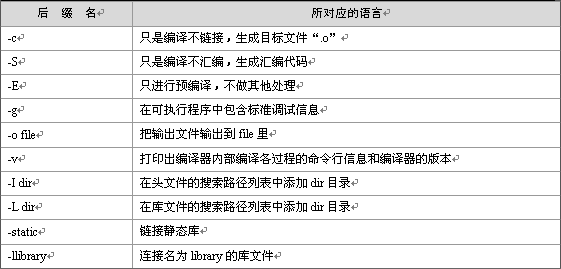 后 缀 名 所对应的语言
-c 只是编译不链接，生成目标文件“.o”
-S 只是编译不汇编，生成汇编代码
-E 只进行预编译，不做其他处理
-g 在可执行程序中包含标准调试信息
-o file 把输出文件输出到 file 里
-v 打印出编译器内部编译各过程的命令行信息和编译器的版本
-I dir 在头文件的搜索路径列表中添加 dir 目录
-L dir 在库文件的搜索路径列表中添加 dir 目录
-static 链接静态库
-llibrary 连接名为 library 的库文件